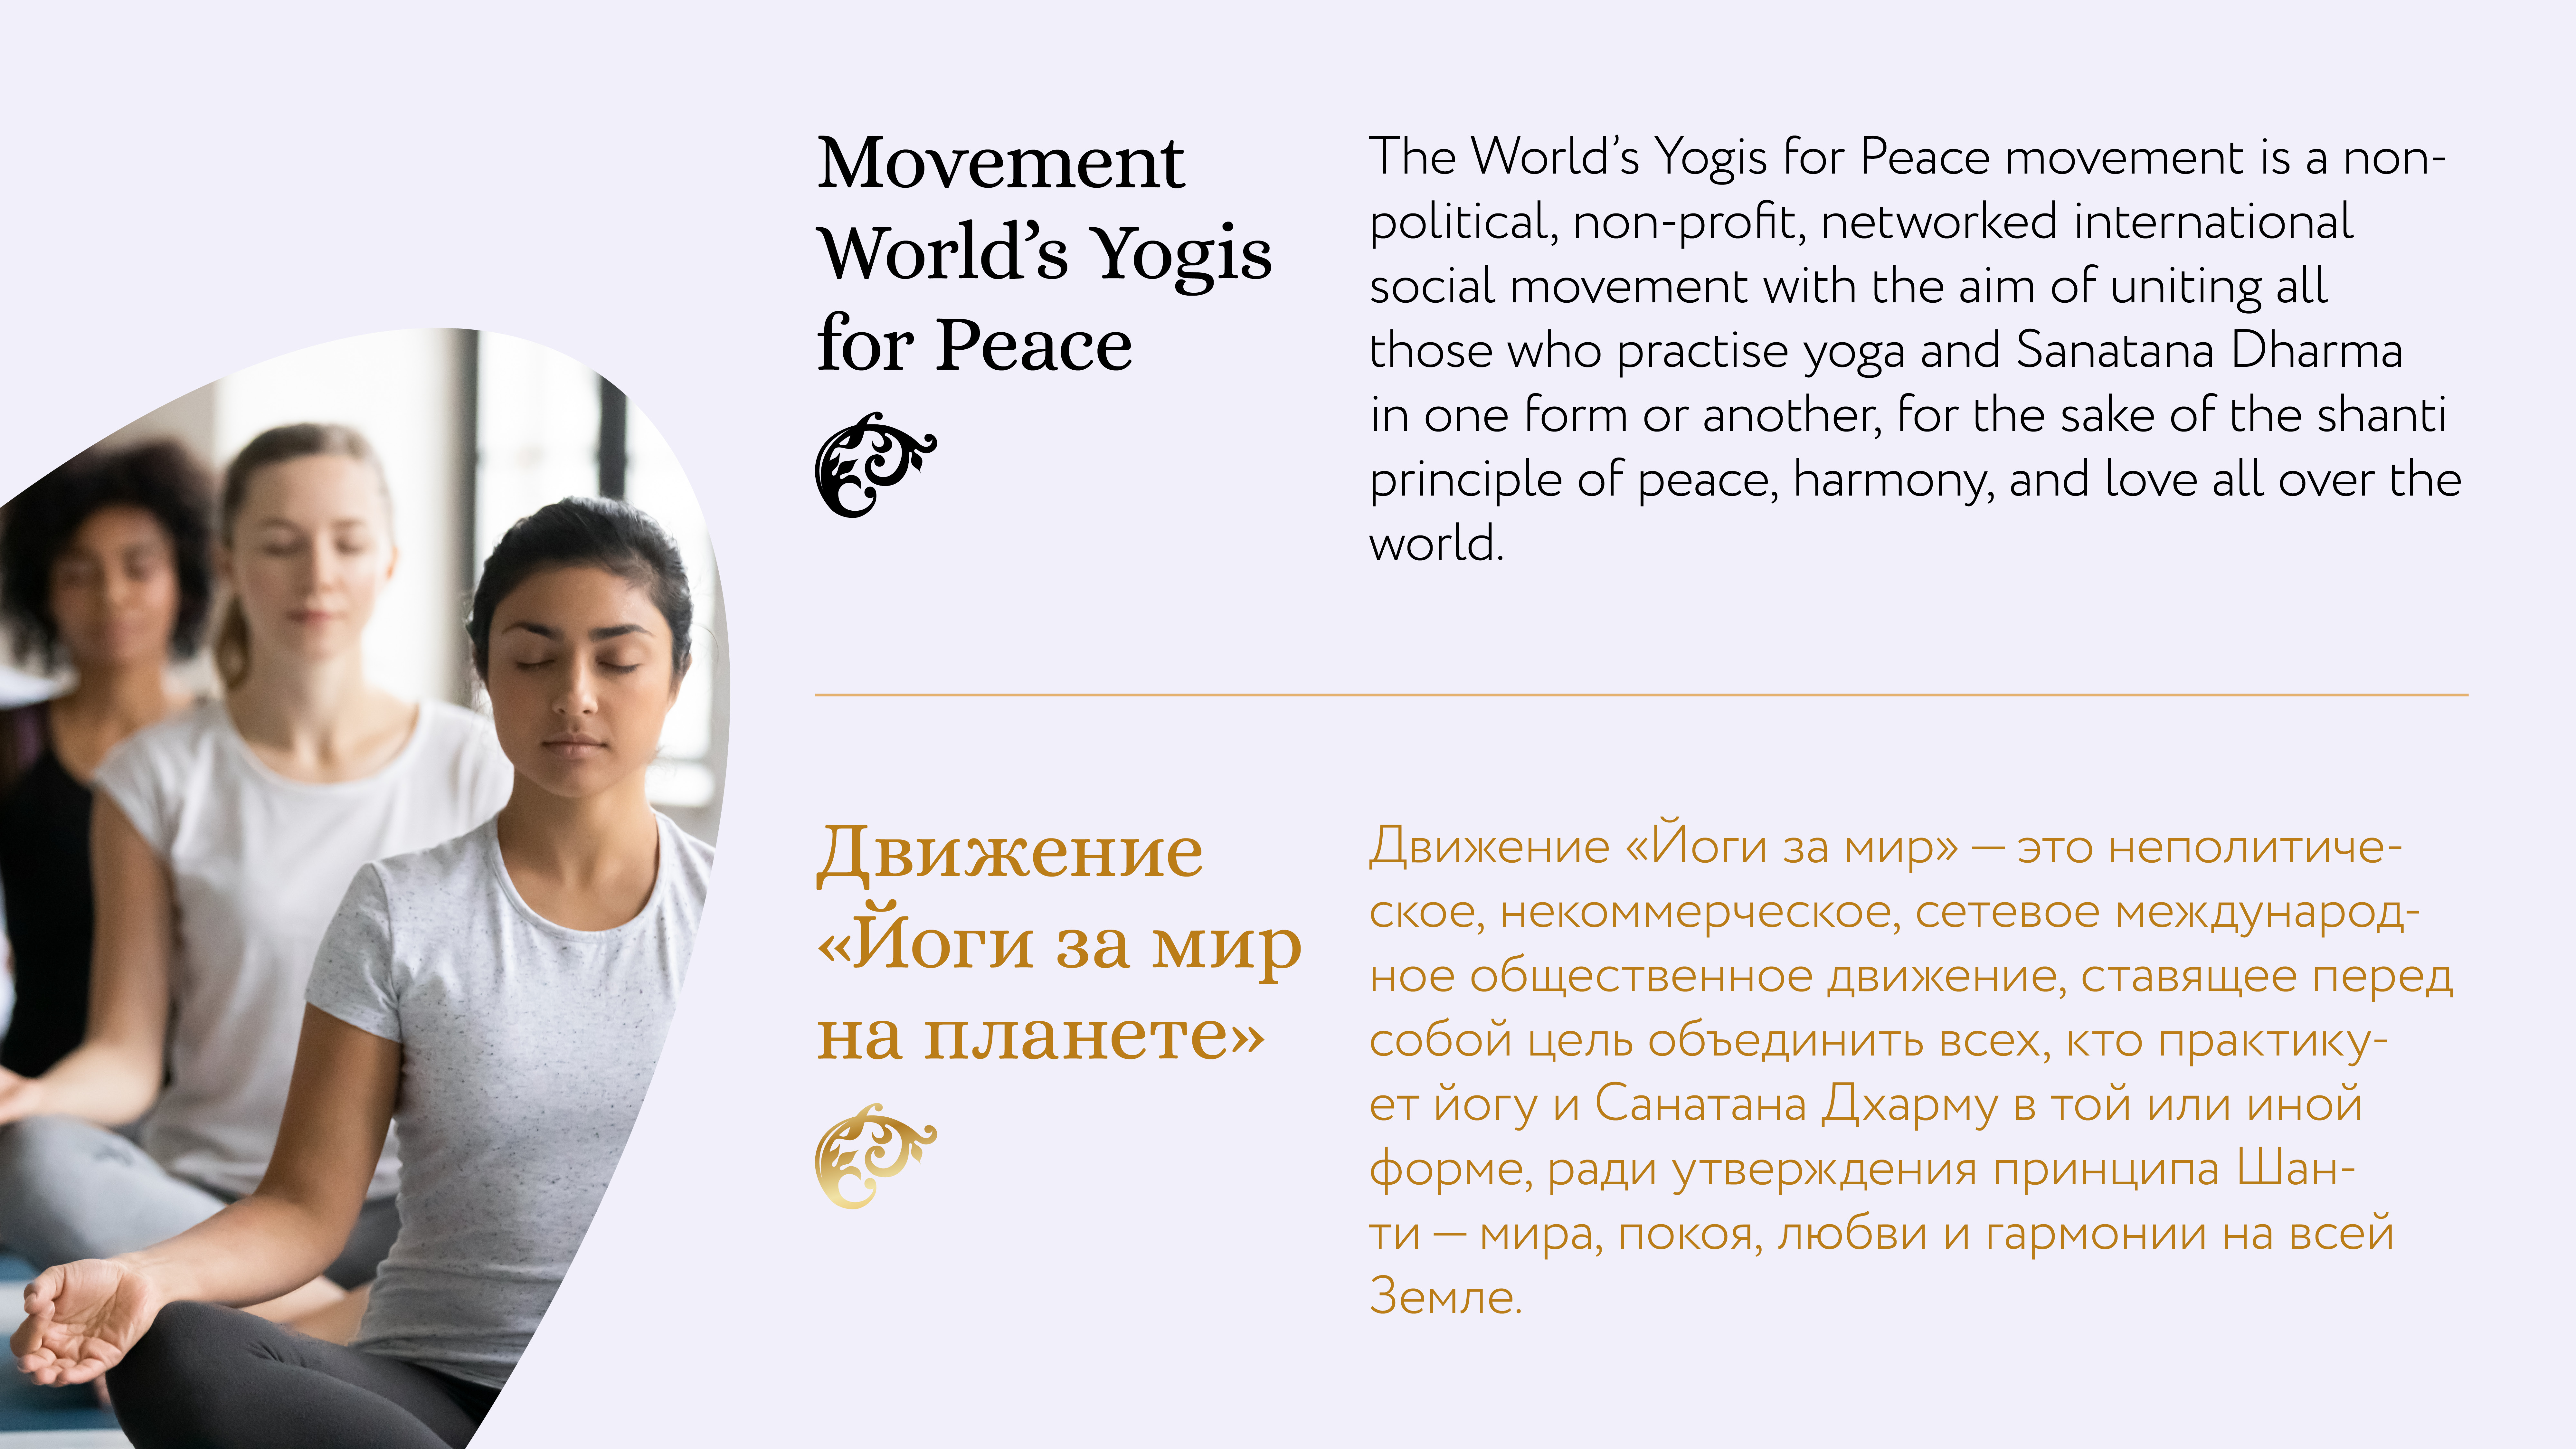 Movement
World’s Yogis
for Peace
The World’s Yogis for Peace movement is a non-
political, non-profit, networked international
social movement with the aim of uniting all
those who practise yoga and Sanatana Dharma
in one form or another, for the sake of the shanti
principle of peace, harmony, and love all over the
world.
Движение
«Йоги за мир
на планете»
Движение «Йоги за мир» — это неполитиче-
ское, некоммерческое, сетевое международ-
ное общественное движение, ставящее перед
собой цель объединить всех, кто практику-
ет йогу и Санатана Дхарму в той или иной
форме, ради утверждения принципа Шан-
ти — мира, покоя, любви и гармонии на всей
Земле.